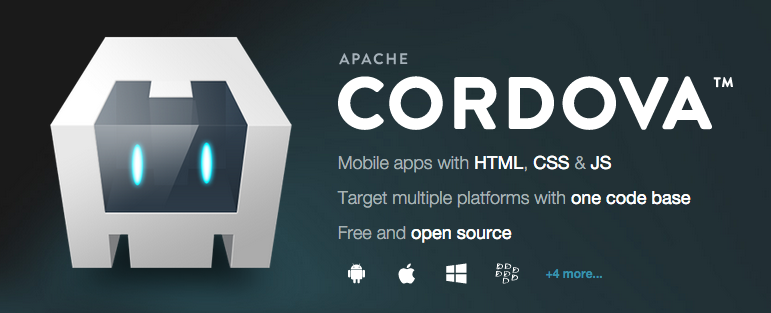 APACHE
CORDOVA™
Mobile apps with HTML, CSS & JS
Target multiple platforms with one code base
Free and open source
+4 more...